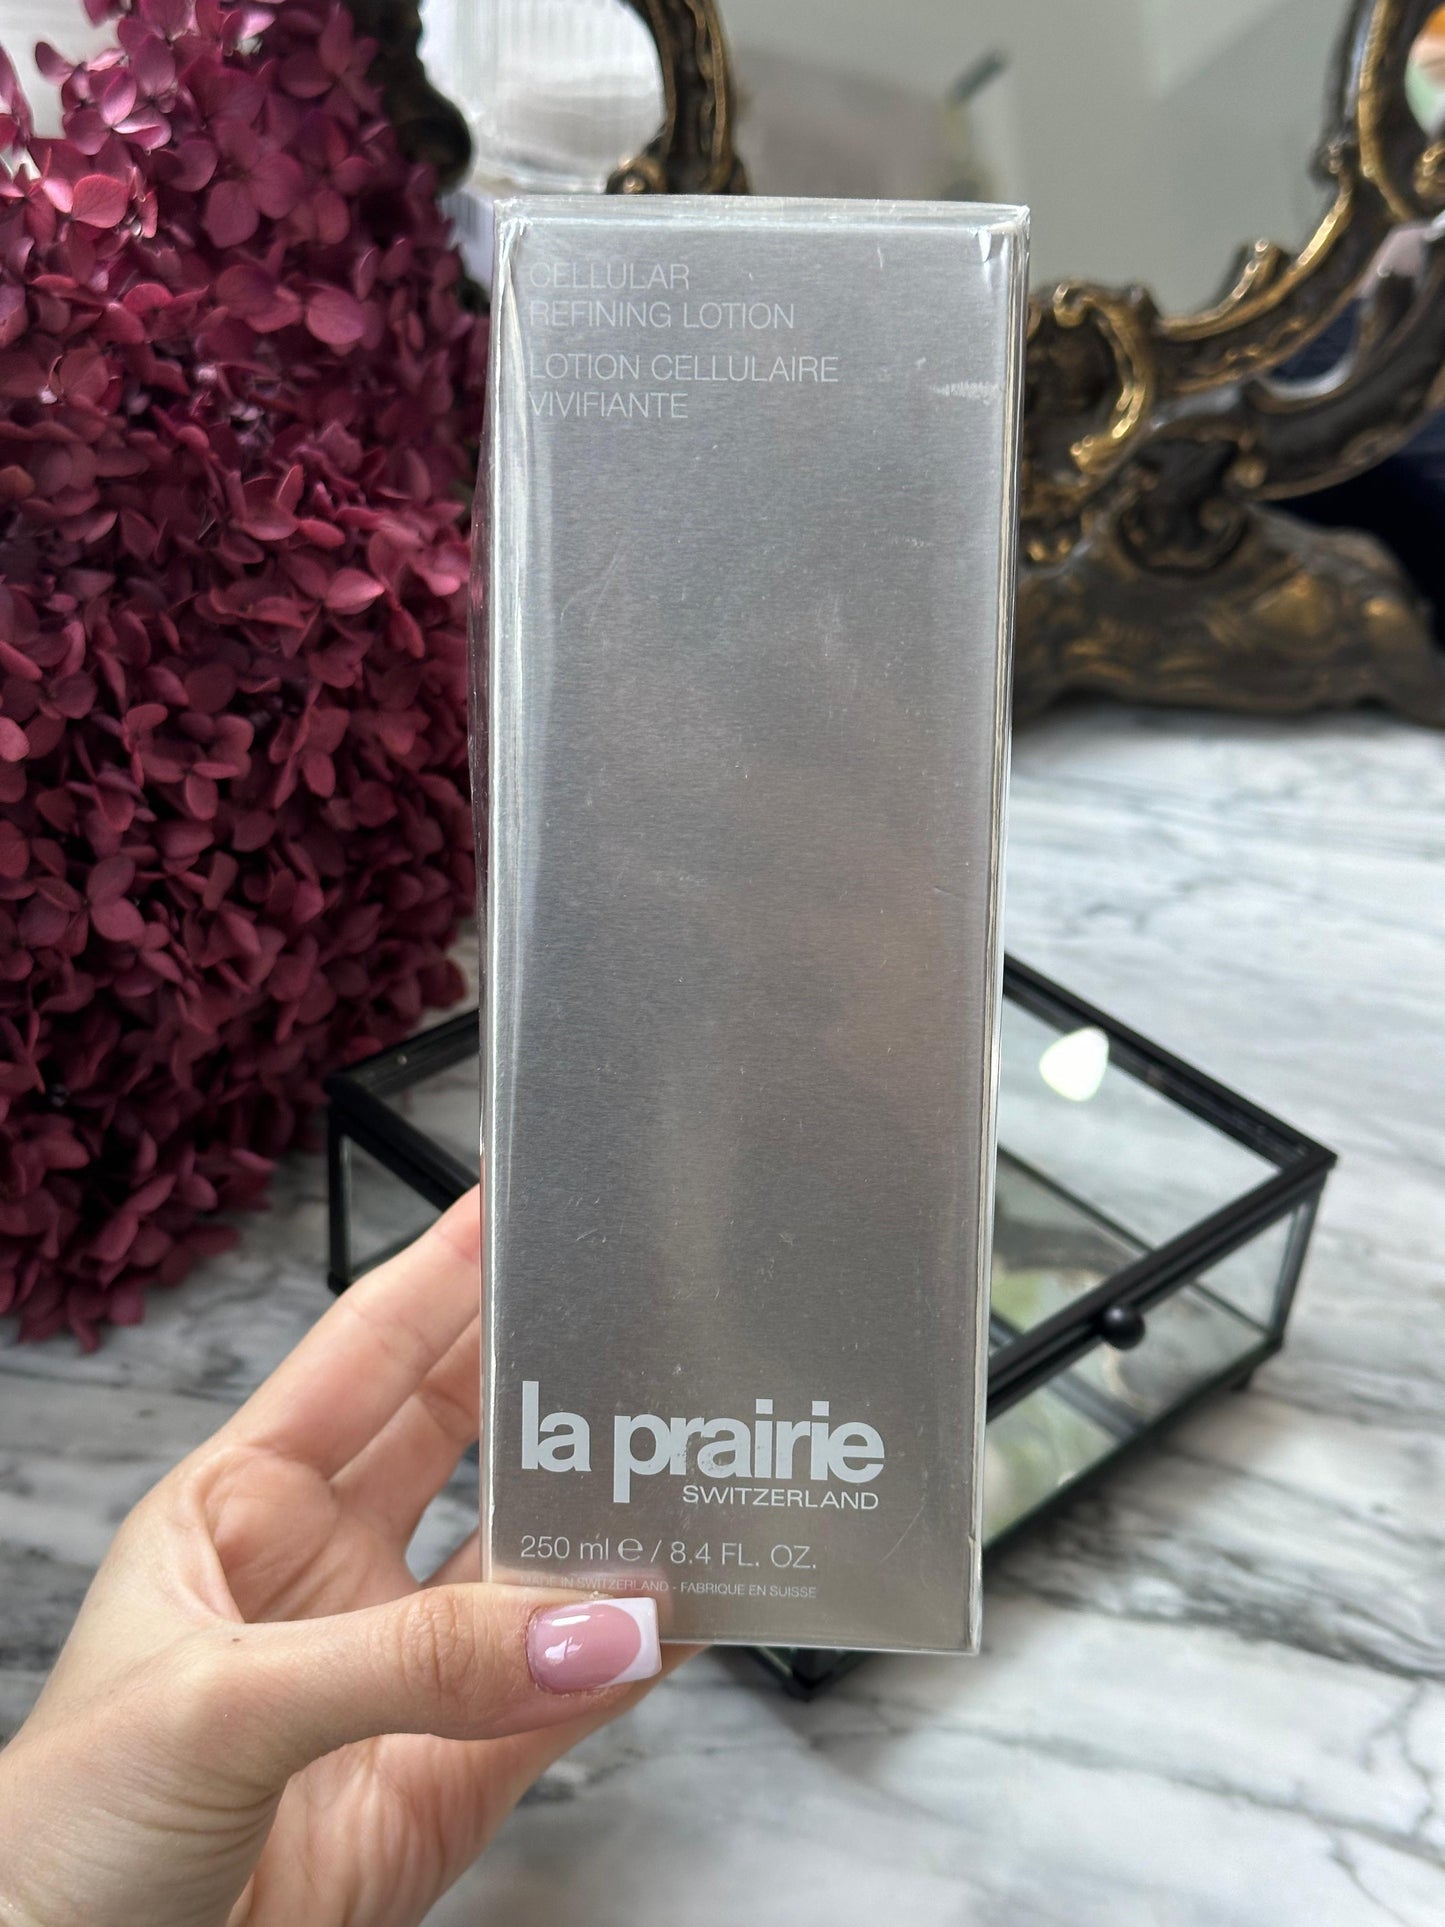 CELLULAR
REFINING LOTION
LOTION CELLULAIRE
VIVIFIANTE
la prairie
SWITZERLAND
250 ml ℮ / 8.4 FL. OZ.
MADE IN SWITZERLAND - FABRIQUE EN SUISSE